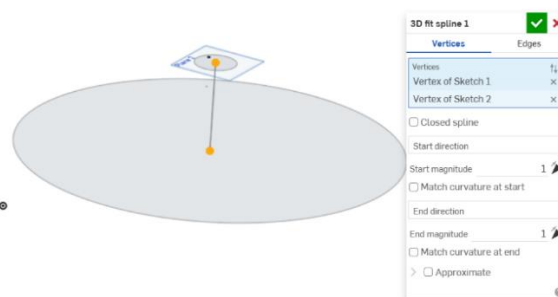 3D fit spline 1
Vertices
Edges
Vertices
Vertex of Sketch 1
Vertex of Sketch 2
Closed spline
Start direction
Start magnitude 1
Match curvature at start
End direction
End magnitude 1
Match curvature at end
Approximate